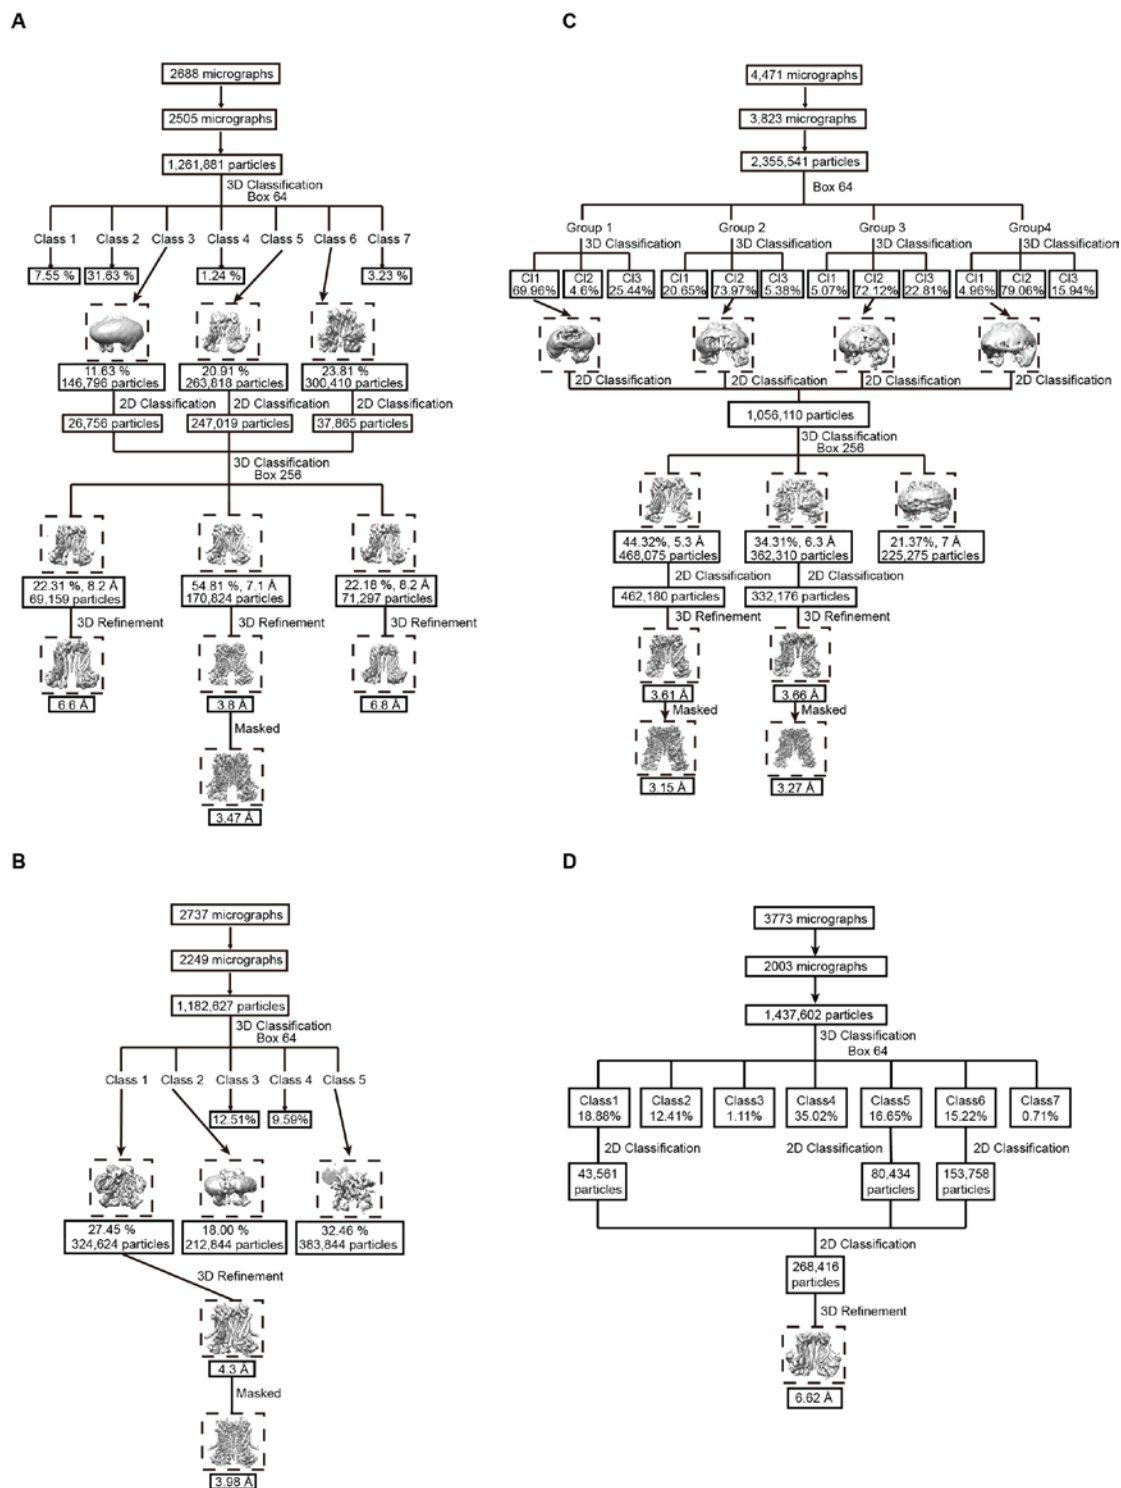 A
2688 micrographs
2505 micrographs
1,261,881 particles
3D Classification
Box 64
Class 1 Class 2 Class 3 Class 4 Class 5 Class 6 Class 7
7.55 % 31.63 % 1.24 % 3.23 %
11.63 % 20.91 % 23.81 %
146,796 particles 263,818 particles 300,410 particles
2D Classification 2D Classification 2D Classification
26,756 particles 247,019 particles 37,865 particles
3D Classification
Box 256
22.31 %, 8.2 Å 54.81 %, 7.1 Å 22.18 %, 8.2 Å
69,159 particles 170,824 particles 71,297 particles
3D Refinement 3D Refinement 3D Refinement
6.6 Å 3.8 Å 6.8 Å
Masked
3.47 Å
C
4,471 micrographs
3,823 micrographs
2,355,541 particles
Box 64
Group 1 Group 2 Group 3 Group4
3D Classification 3D Classification 3D Classification 3D Classification
Cl1 Cl2 Cl3 Cl1 Cl2 Cl3 Cl1 Cl2 Cl3 Cl1 Cl2 Cl3
69.96% 4.6% 25.44% 20.65% 73.97% 5.38% 5.07% 72.12% 22.81% 4.96% 79.06% 15.94%
2D Classification 2D Classification 2D Classification 2D Classification
1,056,110 particles
3D Classification
Box 256
44.32%, 5.3 Å 34.31%, 6.3 Å 21.37%, 7 Å
468,075 particles 362,310 particles 225,275 particles
2D Classification 2D Classification
462,180 particles 332,176 particles
3D Refinement 3D Refinement
3.61 Å 3.66 Å
Masked Masked
3.15 Å 3.27 Å
B
2737 micrographs
2249 micrographs
1,182,627 particles
3D Classification
Box 64
Class 1 Class 2 Class 3 Class 4 Class 5
12.51% 9.59%
27.45 % 18.00 % 32.46 %
324,624 particles 212,844 particles 383,844 particles
3D Refinement
4.3 Å
Masked
3.98 Å
D
3773 micrographs
2003 micrographs
1,437,602 particles
3D Classification
Box 64
Class1 Class2 Class3 Class4 Class5 Class6 Class7
18.88% 12.41% 1.11% 35.02% 16.65% 15.22% 0.71%
2D Classification 2D Classification 2D Classification
43,561 80,434 153,758
particles particles particles
2D Classification
268,416
particles
3D Refinement
6.62 Å